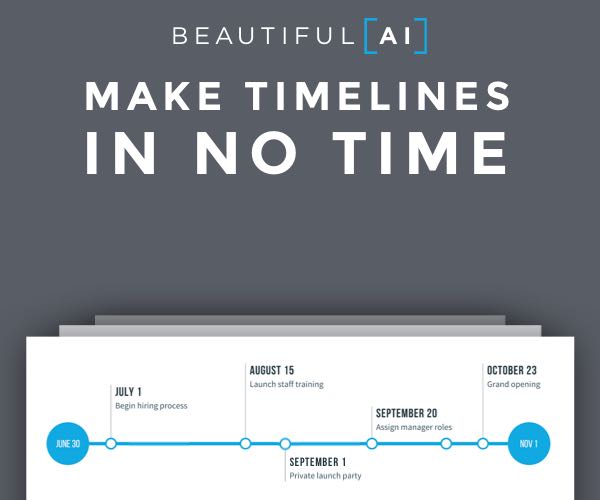 BEAUTIFUL [AI]
MAKE TIMELINES
IN NO TIME
JUNE 30
JULY 1
Begin hiring process
AUGUST 15
Launch staff training
SEPTEMBER 1
Private launch party
SEPTEMBER 20
Assign manager roles
OCTOBER 23
Grand opening
NOV 1